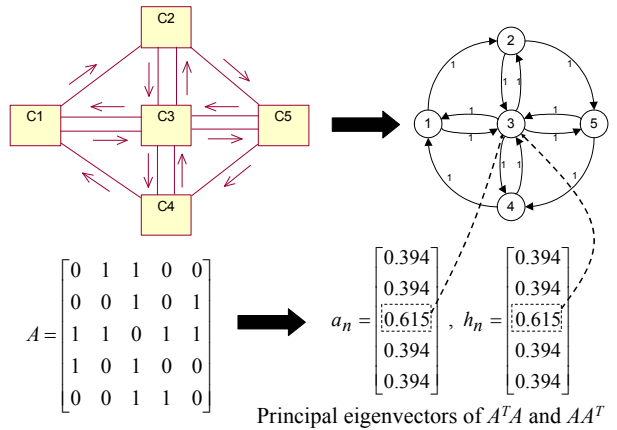 C2
C1
C3
C5
C4
2
1
3
5
4
1 1
1 1
1 1
1 1
1 1
1 1
A = [0 1 1 0 0
0 0 1 0 1
1 1 0 1 1
1 0 1 0 0
0 0 1 1 0]
a_n = [0.394
0.394
0.615
0.394
0.394]
, h_n = [0.394
0.394
0.615
0.394
0.394]
Principal eigenvectors of A^T A and AA^T